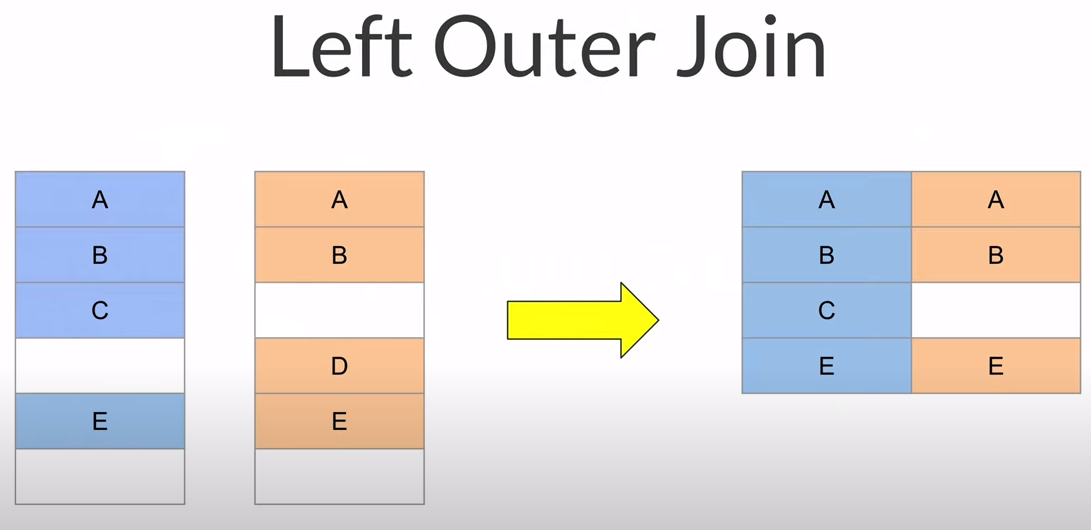 Left Outer Join
A A A A
B B B B
C C
D E E
E E